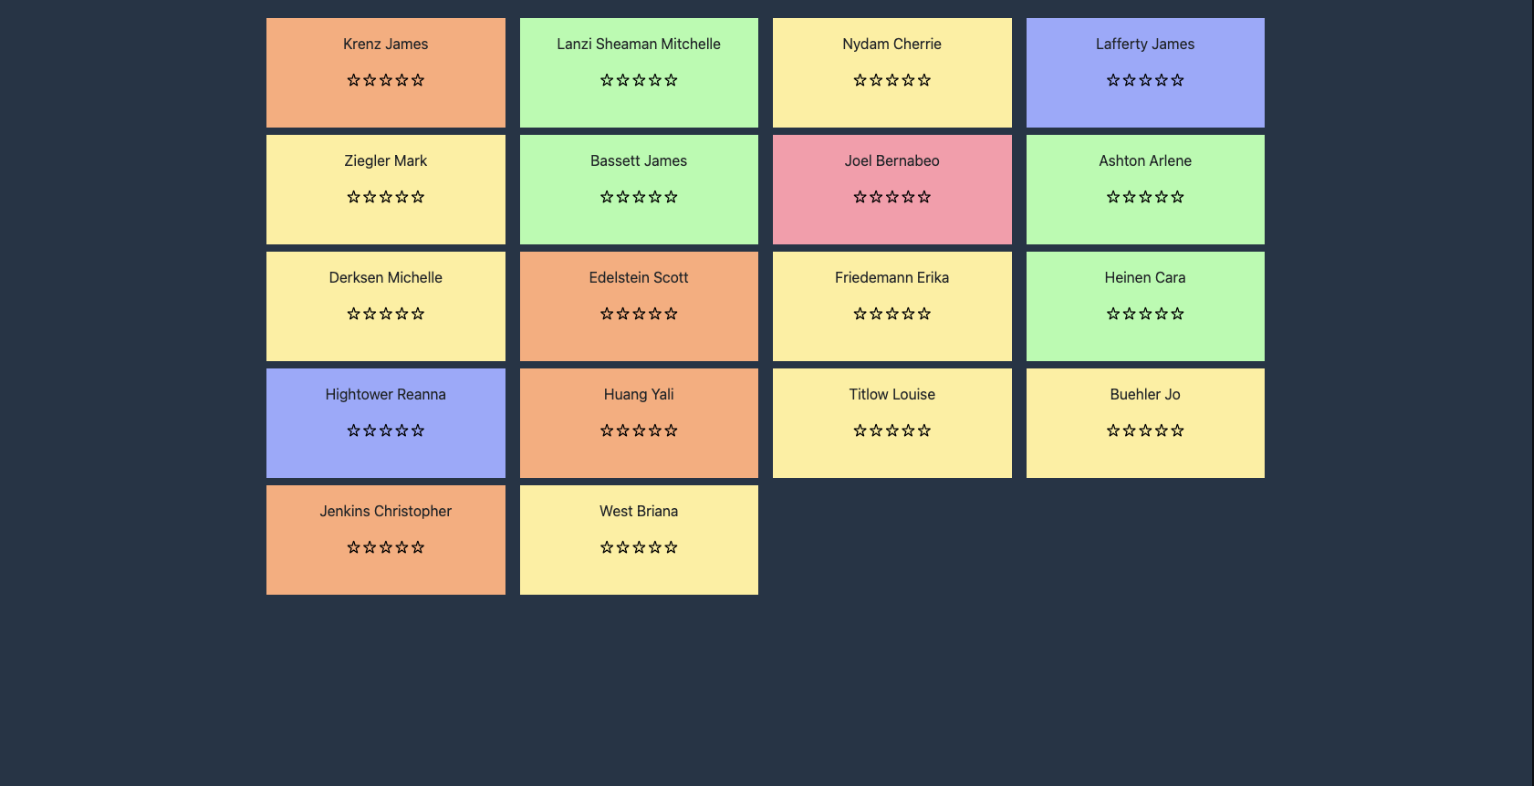 Krenz James
☆☆☆☆☆
Lanzi Sheaman Mitchelle
☆☆☆☆☆
Nydam Cherrie
☆☆☆☆☆
Lafferty James
☆☆☆☆☆
Ziegler Mark
☆☆☆☆☆
Bassett James
☆☆☆☆☆
Joel Bernabeo
☆☆☆☆☆
Ashton Arlene
☆☆☆☆☆
Derksen Michelle
☆☆☆☆☆
Edelstein Scott
☆☆☆☆☆
Friedemann Erika
☆☆☆☆☆
Heinen Cara
☆☆☆☆☆
Hightower Reanna
☆☆☆☆☆
Huang Yali
☆☆☆☆☆
Titlow Louise
☆☆☆☆☆
Buehler Jo
☆☆☆☆☆
Jenkins Christopher
☆☆☆☆☆
West Briana
☆☆☆☆☆